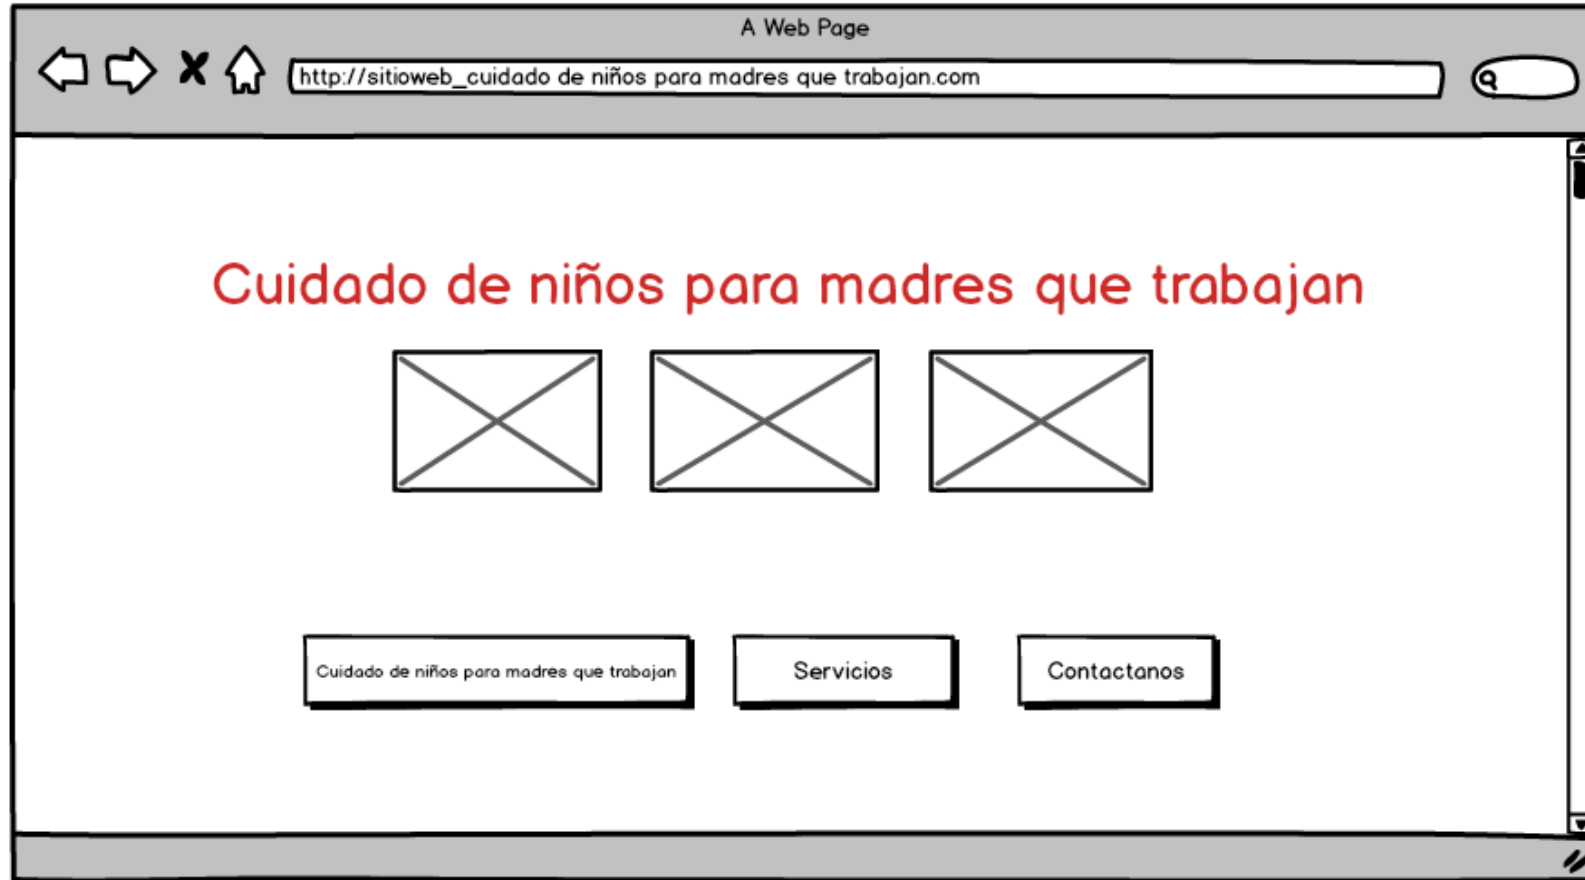 A Web Page
http://sitioweb_cuidado de niños para madres que trabajan.com
Cuidado de niños para madres que trabajan
Cuidado de niños para madres que trabajan
Servicios
Contactanos